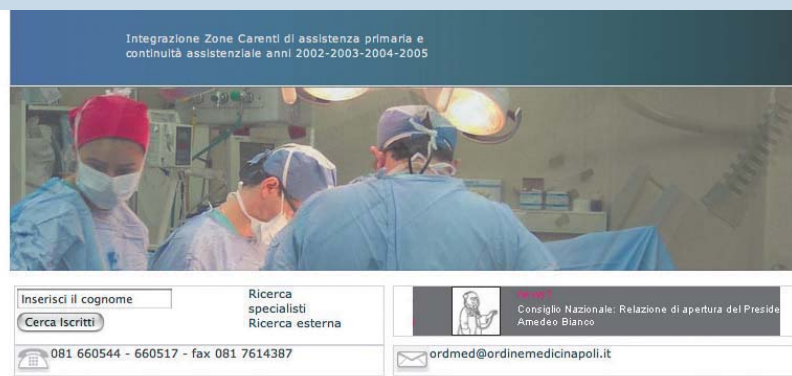 Integrazione Zone Carenti di assistenza primaria e
continuità assistenziale anni 2002-2003-2004-2005
Inserisci il cognome
Cerca Iscritti
Ricerca
specialisti
Ricerca esterna
Consiglio Nazionale: Relazione di apertura del Preside
Amedeo Bianco
081 660544 - 660517 - fax 081 7614387
ordmed@ordinemedicinapoli.it